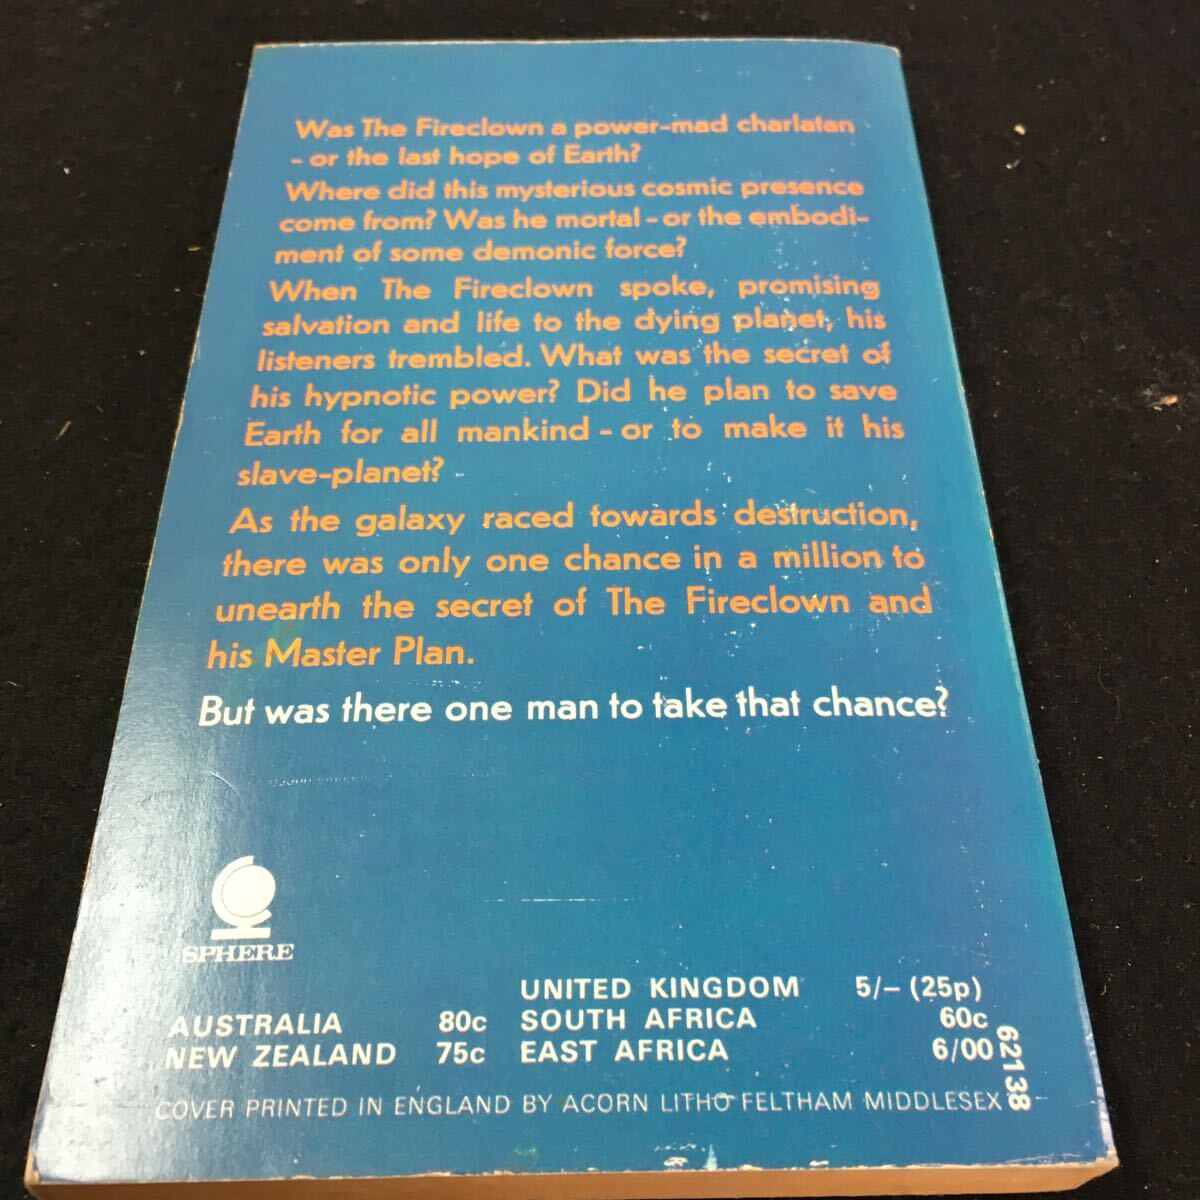 Was The Fireclown a power-mad charlatan
- or the last hope of Earth?
Where did this mysterious cosmic presence
come from? Was he mortal - or the embodi-
ment of some demonic force?
When The Fireclown spoke, promising
salvation and life to the dying planet, his
listeners trembled. What was the secret of
his hypnotic power? Did he plan to save
Earth for all mankind - or to make it his
slave-planet?
As the galaxy raced towards destruction,
there was only one chance in a million to
unearth the secret of The Fireclown and
his Master Plan.
But was there one man to take that chance?
SPHERE
UNITED KINGDOM 5/– (25p)
AUSTRALIA 80c SOUTH AFRICA 60c
NEW ZEALAND 75c EAST AFRICA 6/00
62138
COVER PRINTED IN ENGLAND BY ACORN LITHO FELTHAM MIDDLESEX